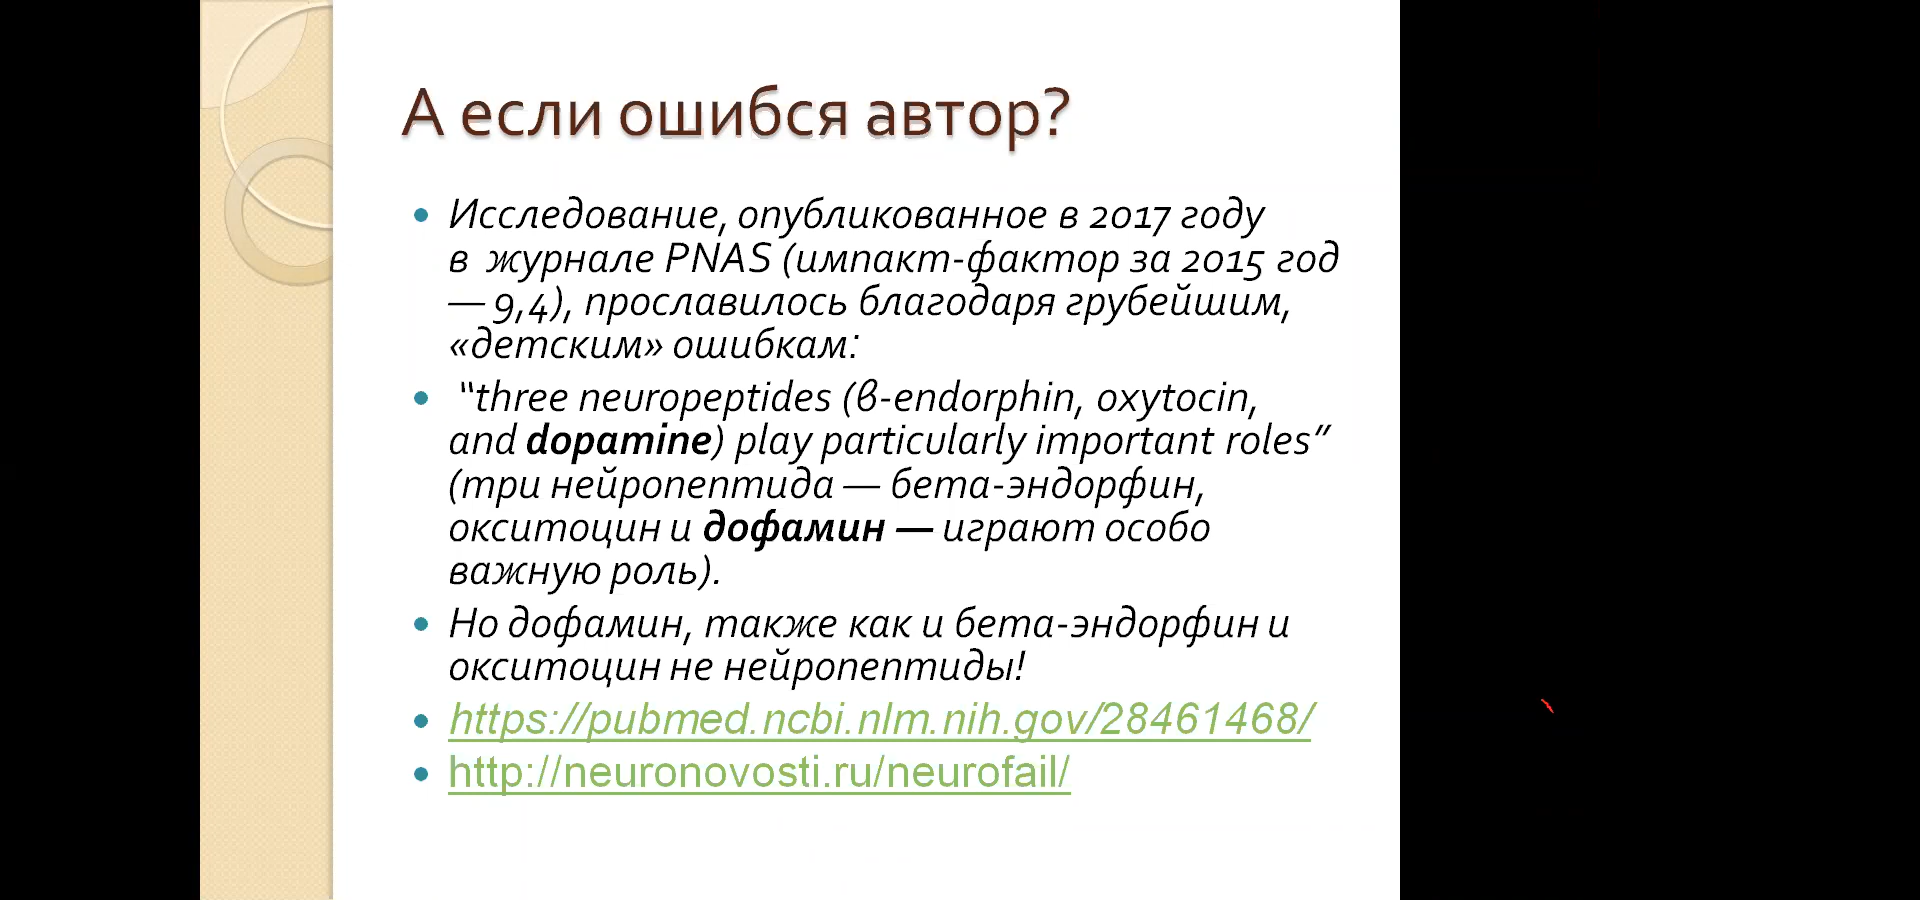 А если ошибся автор?
Исследование, опубликованное в 2017 году
в журнале PNAS (импакт-фактор за 2015 год
— 9,4), прославилось благодаря грубейшим,
«детским» ошибкам:
“three neuropeptides (β-endorphin, oxytocin,
and dopamine) play particularly important roles”
(три нейропептида — бета-эндорфин,
окситоцин и дофамин — играют особо
важную роль).
Но дофамин, также как и бета-эндорфин и
окситоцин не нейропептиды!
https://pubmed.ncbi.nlm.nih.gov/28461468/
http://neuronovosti.ru/neurofail/